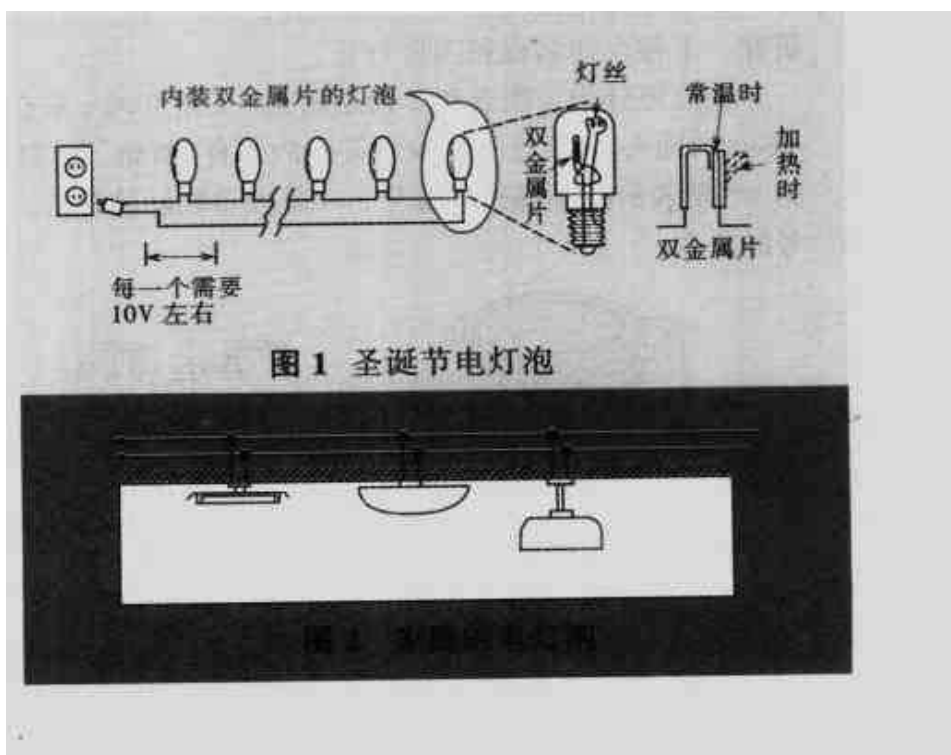 内装双金属片的灯泡
灯丝
双金属片
常温时
加热时
双金属片
每一个需要
10V 左右
图 1 圣诞节电灯泡